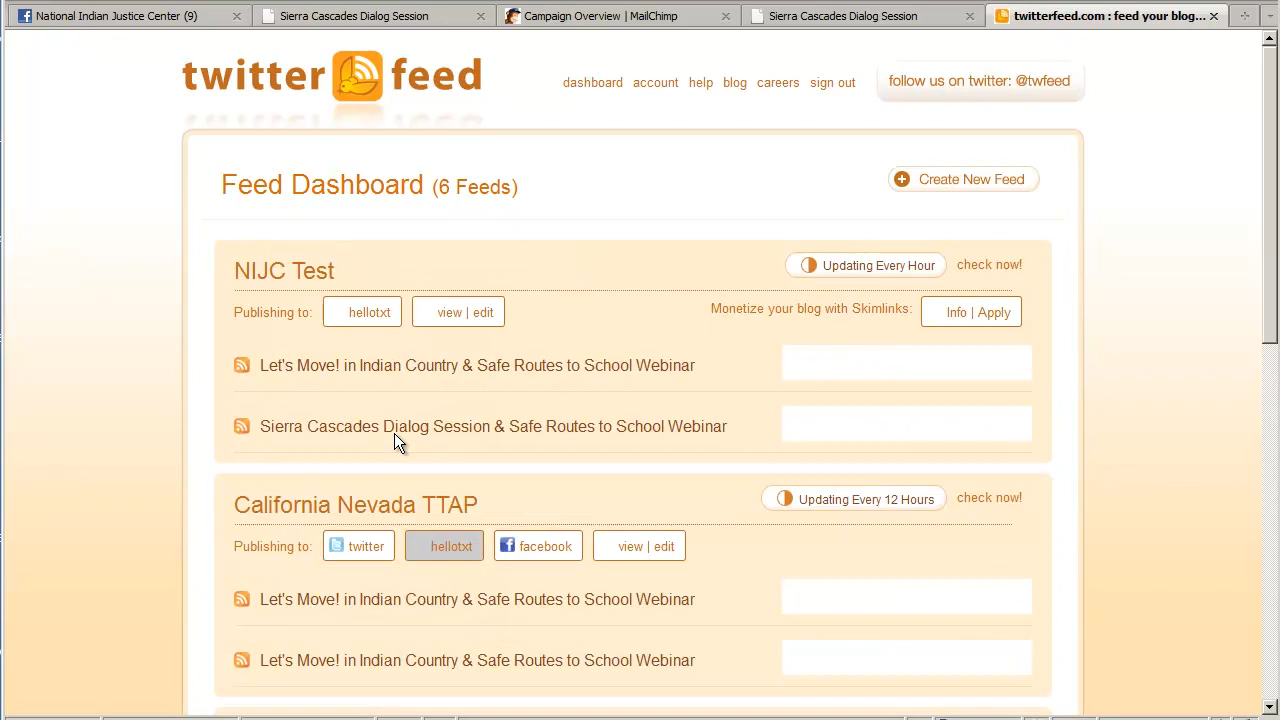 National Indian Justice Center (9)
Sierra Cascades Dialog Session
Campaign Overview | MailChimp
Sierra Cascades Dialog Session
twitterfeed.com : feed your blog...
twitter feed
dashboard account help blog careers sign out
follow us on twitter: @twfeed
Feed Dashboard (6 Feeds)
Create New Feed
NIJC Test
Updating Every Hour
check now!
Publishing to: hellotxt view | edit
Monetize your blog with Skimlinks: Info | Apply
Let's Move! in Indian Country & Safe Routes to School Webinar
Sierra Cascades Dialog Session & Safe Routes to School Webinar
California Nevada TTAP
Updating Every 12 Hours
check now!
Publishing to: twitter hellotxt facebook view | edit
Let's Move! in Indian Country & Safe Routes to School Webinar
Let's Move! in Indian Country & Safe Routes to School Webinar